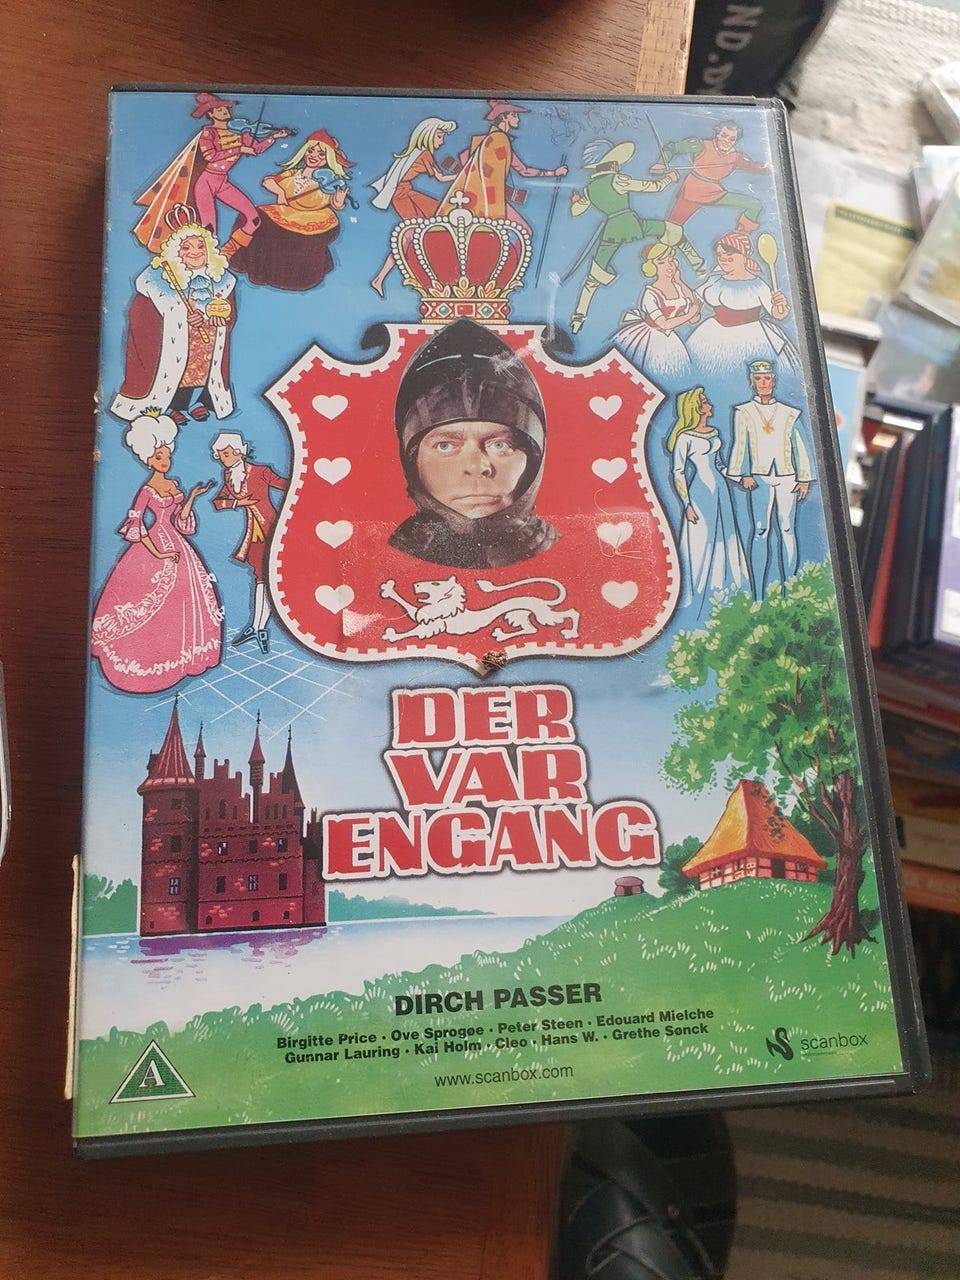 ND.D
DER
VAR
ENGANG
DIRCH PASSER
Birgitte Price · Ove Sprogøe · Peter Steen · Edouard Mielche
Gunnar Lauring · Kai Holm · Cleo · Hans W. · Grethe Sønck
www.scanbox.com
scanbox
A